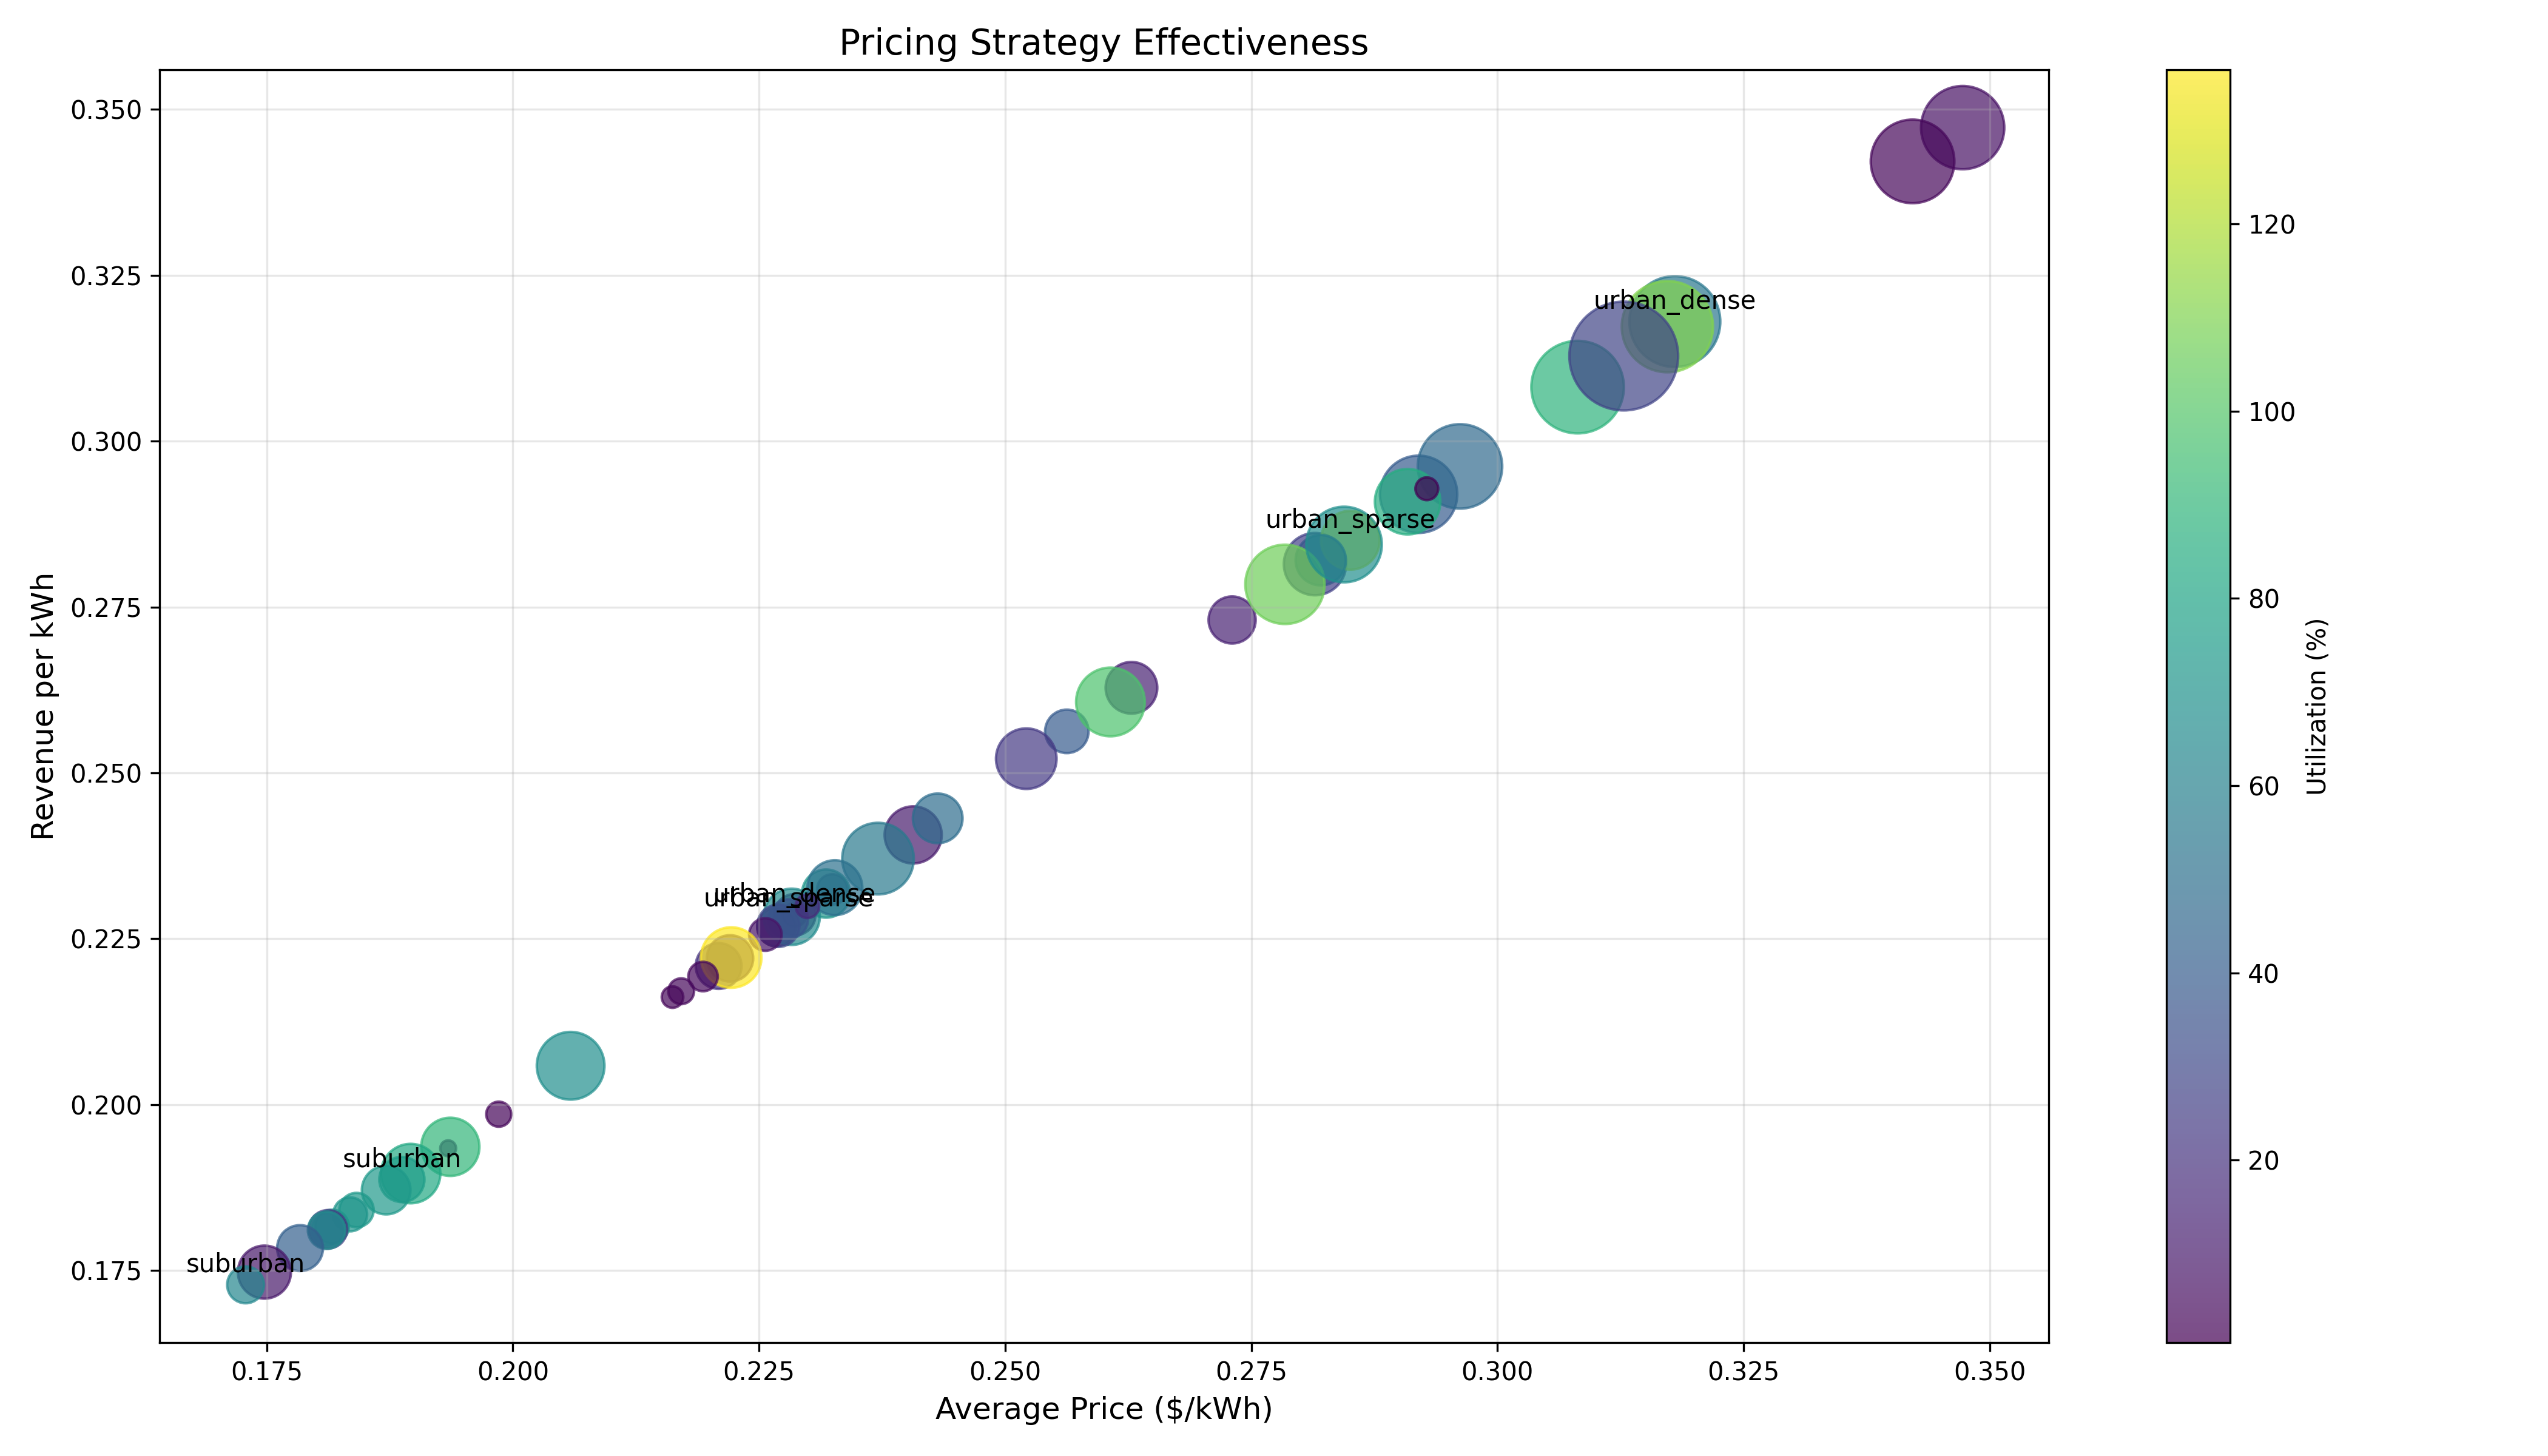 Pricing Strategy Effectiveness
Revenue per kWh
0.350
0.325
0.300
0.275
0.250
0.225
0.200
0.175
urban_dense
urban_sparse
urban_dense
urban_sparse
suburban
suburban
0.175 0.200 0.225 0.250 0.275 0.300 0.325 0.350
Average Price ($/kWh)
120
100
80
60
40
20
Utilization (%)